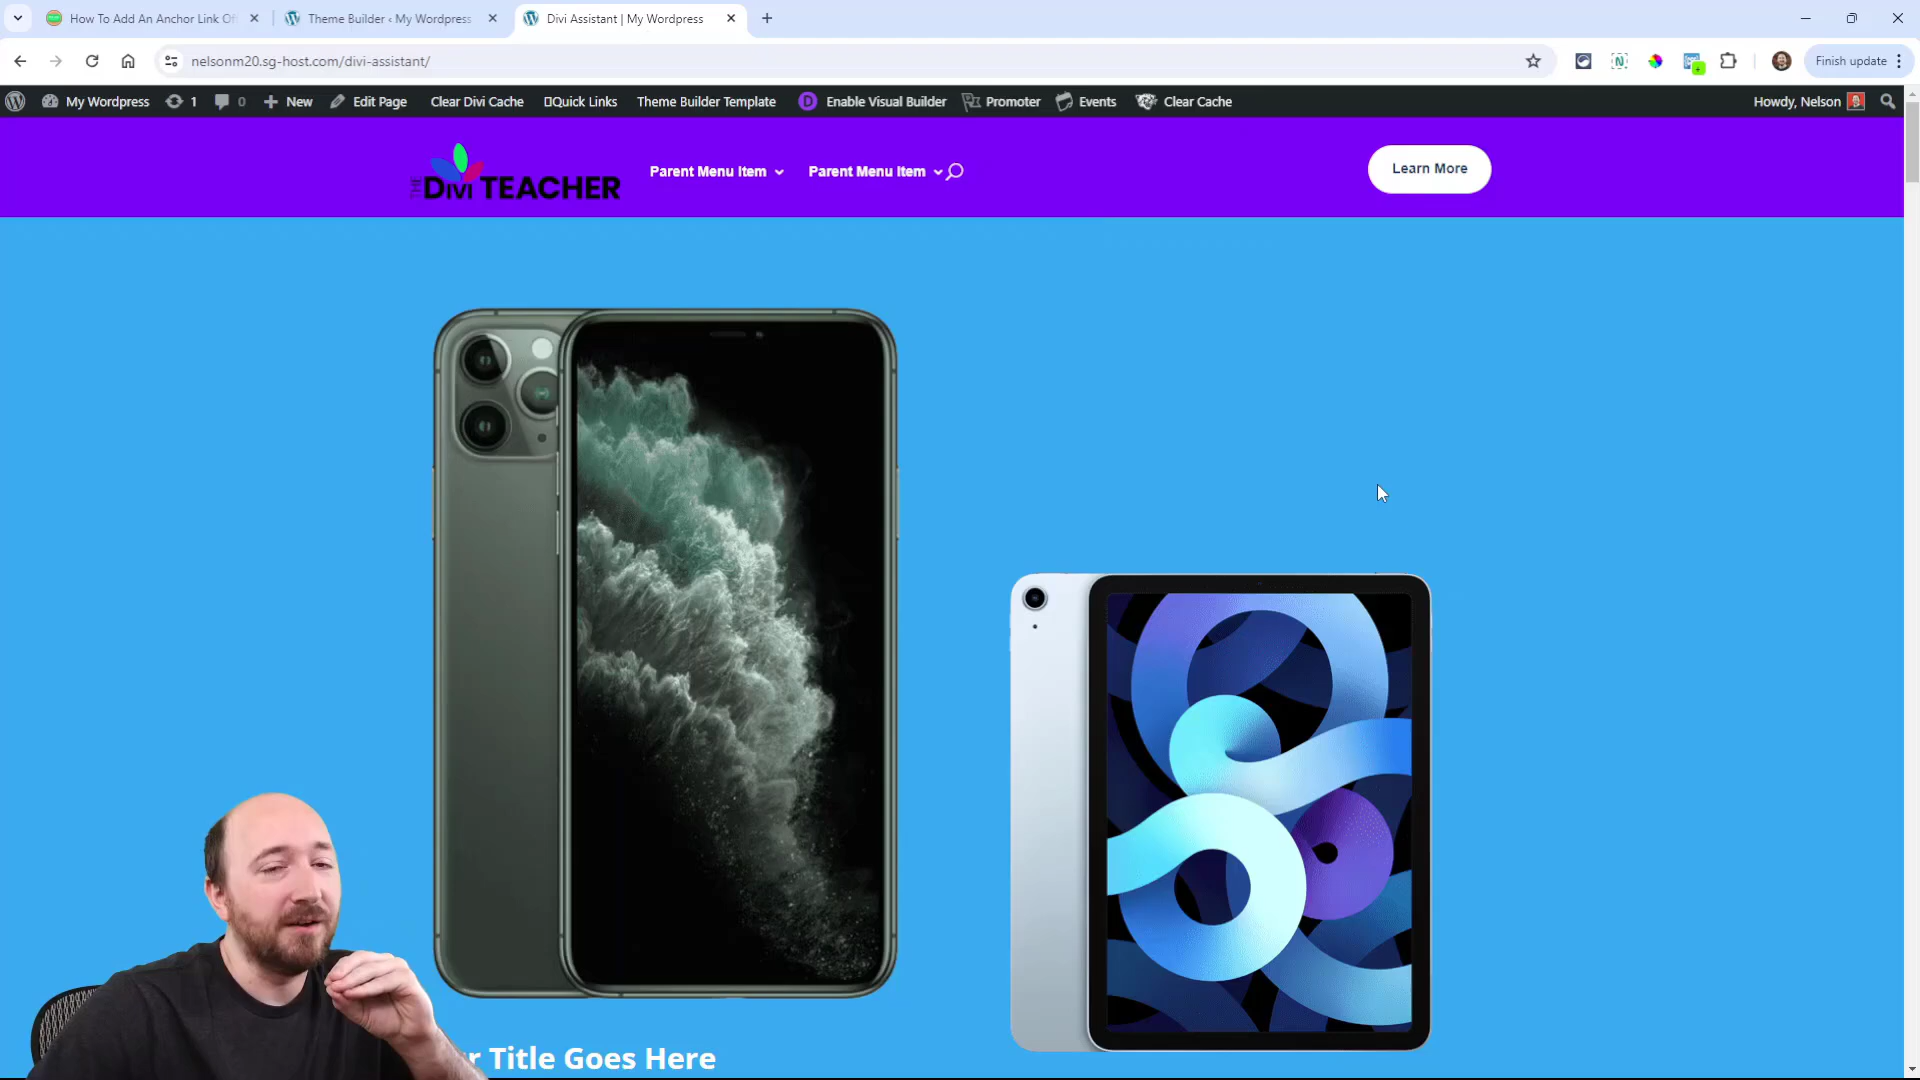 How To Add An Anchor Link Of
Theme Builder ‹ My Wordpress
Divi Assistant | My Wordpress
nelsonm20.sg-host.com/divi-assistant/
Finish update
My Wordpress
1
0
New
Edit Page
Clear Divi Cache
Quick Links
Theme Builder Template
D
Enable Visual Builder
Promoter
Events
Clear Cache
Howdy, Nelson
THE DIVI TEACHER
Parent Menu Item
Parent Menu Item
Learn More
r Title Goes Here